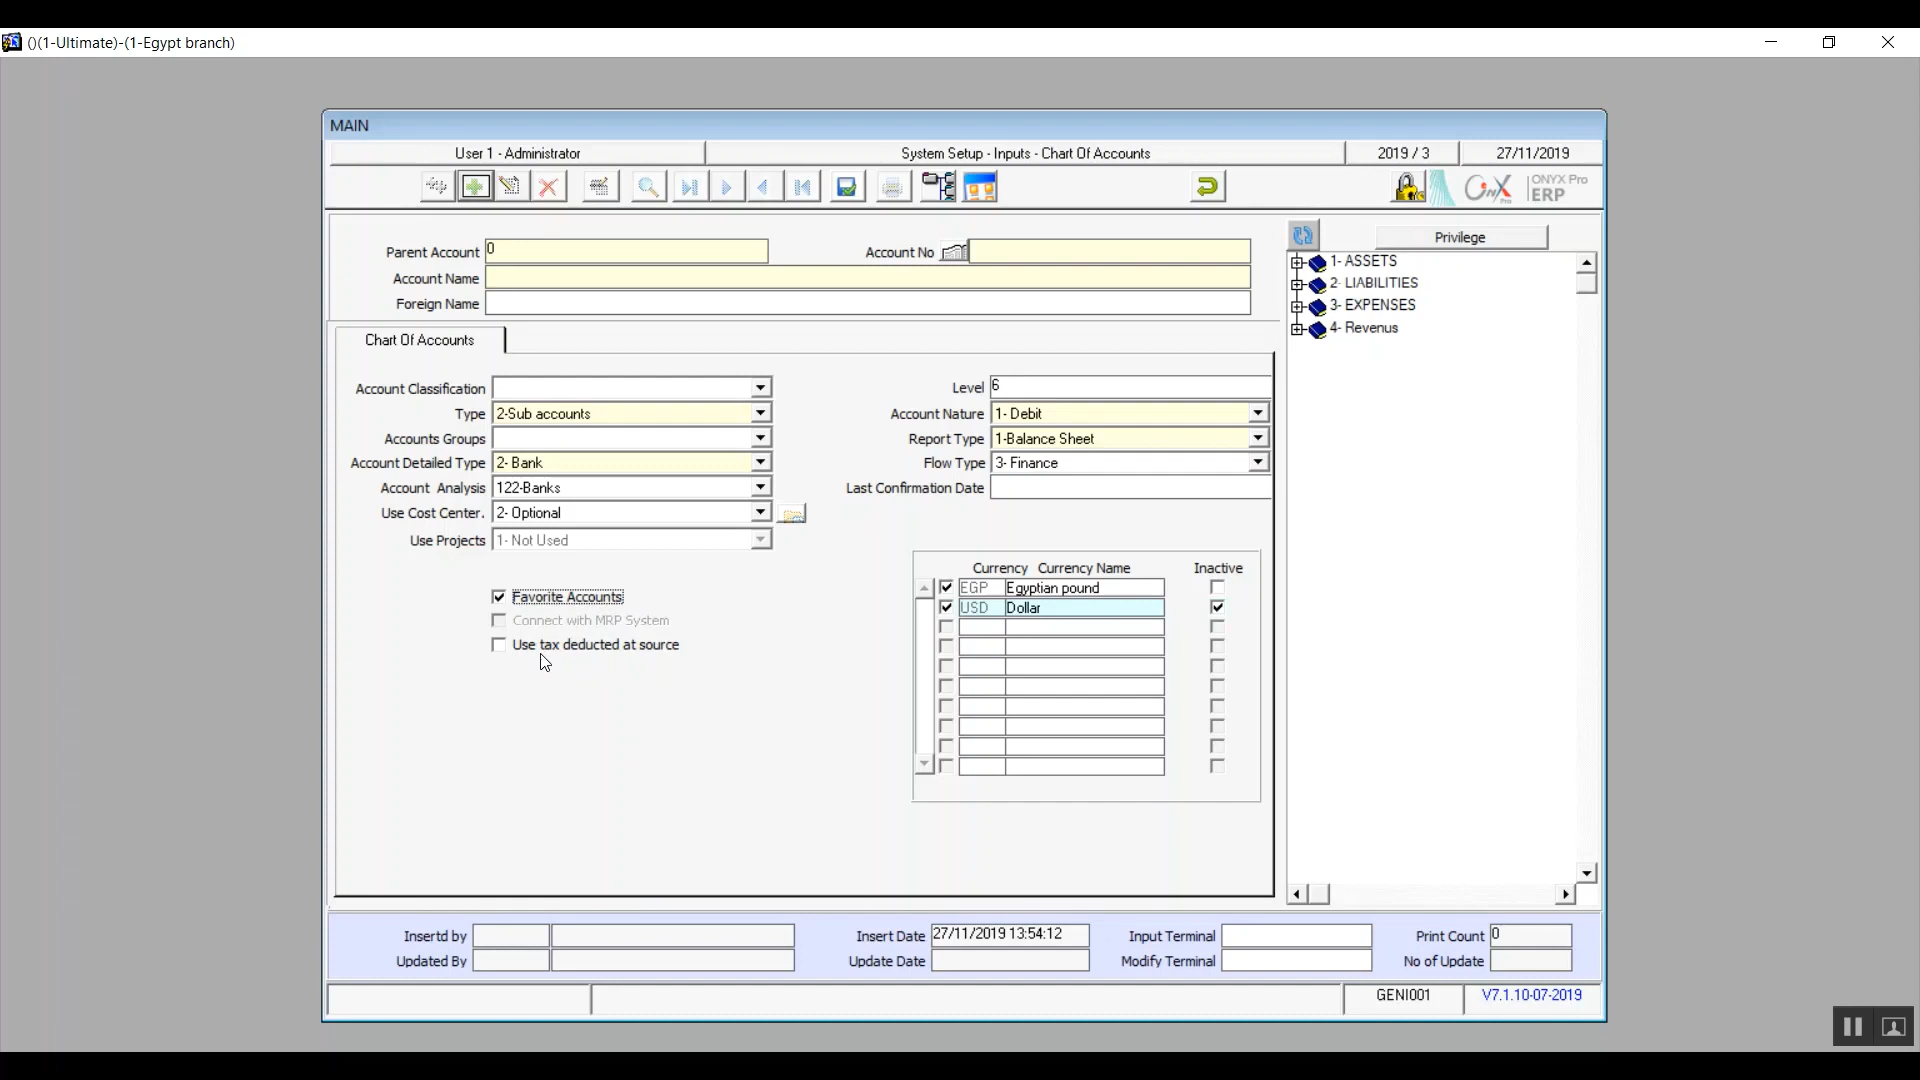 ()(1-Ultimate)-(1-Egypt branch)
MAIN
User 1 - Administrator
System Setup - Inputs - Chart Of Accounts
2019 / 3
27/11/2019
Onyx Pro
ONYX Pro
ERP
Parent Account 0
Account No
Account Name
Foreign Name
Privilege
1- ASSETS
2- LIABILITIES
3- EXPENSES
4- Revenus
Chart Of Accounts
Account Classification
Type 2-Sub accounts
Accounts Groups
Account Detailed Type 2- Bank
Account Analysis 122-Banks
Use Cost Center. 2- Optional
Use Projects 1- Not Used
Level 6
Account Nature 1- Debit
Report Type 1-Balance Sheet
Flow Type 3- Finance
Last Confirmation Date
Favorite Accounts
Connect with MRP System
Use tax deducted at source
Currency Currency Name Inactive
EGP Egyptian pound
USD Dollar
Insertd by
Insert Date 27/11/2019 13:54:12
Input Terminal
Print Count 0
Updated By
Update Date
Modify Terminal
No of Update
GENI001
V7.1.10-07-2019